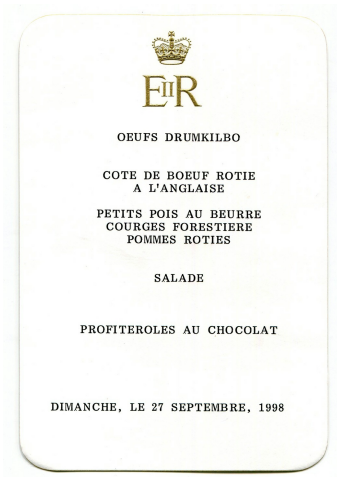 EIIR
OEUFS DRUMKILBO
COTE DE BOEUF ROTIE
A L'ANGLAISE
PETITS POIS AU BEURRE
COURGES FORESTIERE
POMMES ROTIES
SALADE
PROFITEROLES AU CHOCOLAT
DIMANCHE, LE 27 SEPTEMBRE, 1998